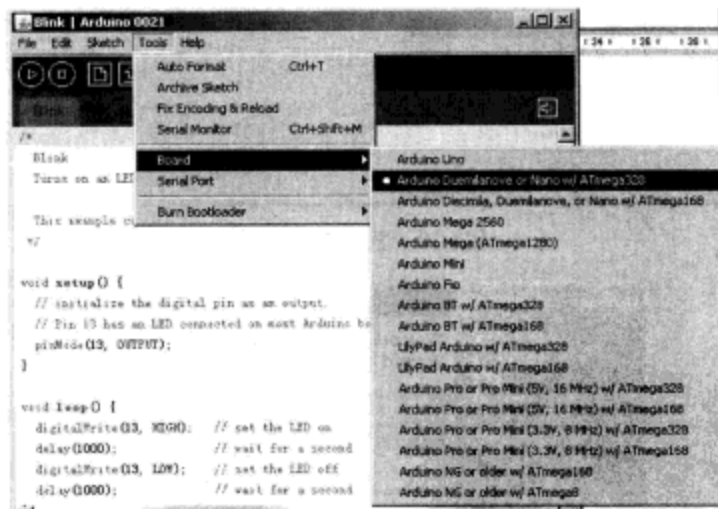 Blink | Arduino 0021
File Edit Sketch Tools Help
Auto Format Ctrl+T
Archive Sketch
Fix Encoding & Reload
Serial Monitor Ctrl+Shift+M
Board
Serial Port
Burn Bootloader
Arduino Uno
Arduino Duemilanove or Nano w/ ATmega328
Arduino Diecimila, Duemilanove, or Nano w/ ATmega168
Arduino Mega 2560
Arduino Mega (ATmega1280)
Arduino Mini
Arduino Fio
Arduino BT w/ ATmega328
Arduino BT w/ ATmega168
LilyPad Arduino w/ ATmega328
LilyPad Arduino w/ ATmega168
Arduino Pro or Pro Mini (5V, 16 MHz) w/ ATmega328
Arduino Pro or Pro Mini (5V, 16 MHz) w/ ATmega168
Arduino Pro or Pro Mini (3.3V, 8 MHz) w/ ATmega328
Arduino Pro or Pro Mini (3.3V, 8 MHz) w/ ATmega168
Arduino NG or older w/ ATmega168
Arduino NG or older w/ ATmega8
Blink
/*
Blink
Turns on an LED
This example
*/
void setup() {
// initialize the digital pin as an output.
// Pin 13 has an LED connected on most Arduino
pinMode(13, OUTPUT);
}
void loop() {
digitalWrite(13, HIGH); // set the LED on
delay(1000); // wait for a second
digitalWrite(13, LOW); // set the LED off
delay(1000); // wait for a second